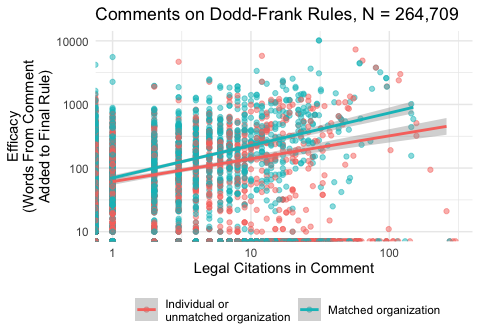 Comments on Dodd-Frank Rules, N = 264,709
Efficacy
(Words From Comment
Added to Final Rule)
10000
1000
100
10
1
10
100
Legal Citations in Comment
Individual or
unmatched organization
Matched organization